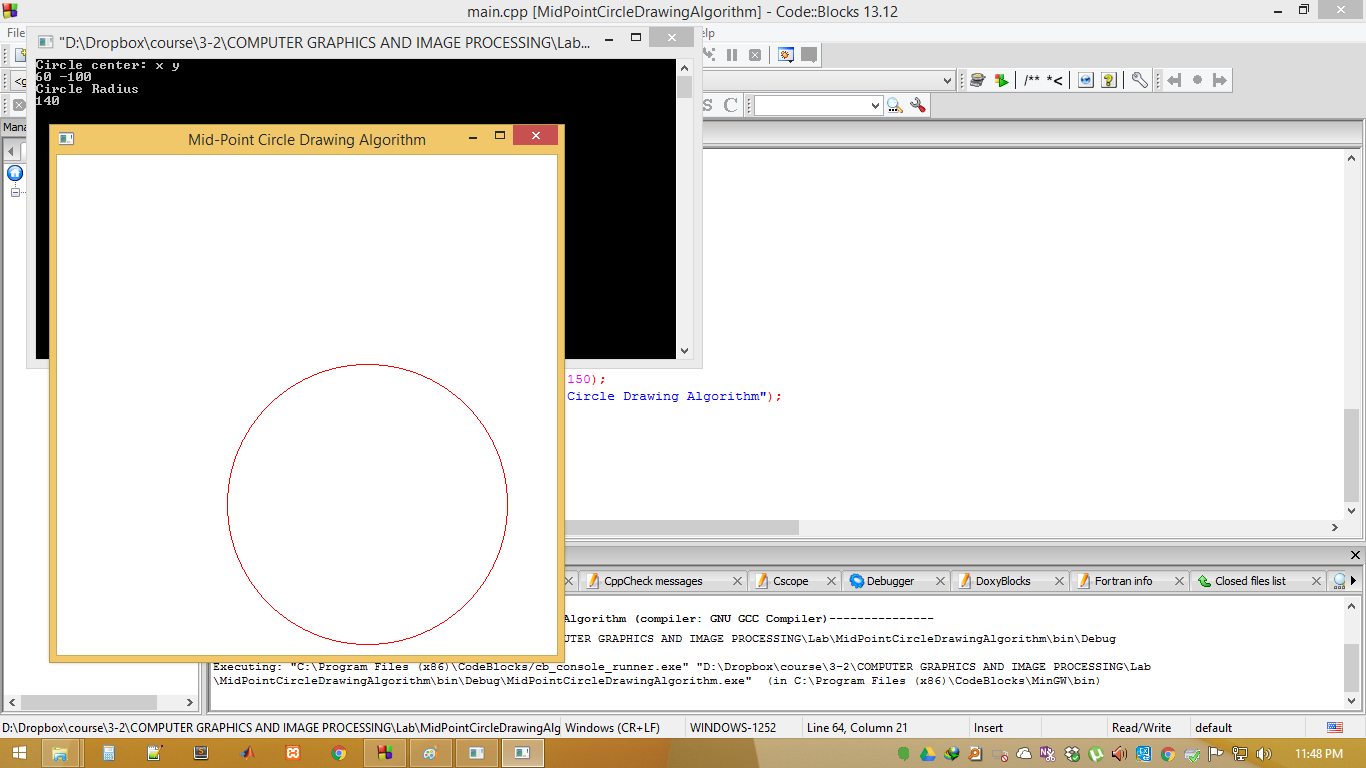 main.cpp [MidPointCircleDrawingAlgorithm] - Code::Blocks 13.12
File
elp
"D:\Dropbox\course\3-2\COMPUTER GRAPHICS AND IMAGE PROCESSING\Lab...
Circle center: x y
60 -100
Circle Radius
140
<g
/** *<
S C
Mana
Mid-Point Circle Drawing Algorithm
150);
Circle Drawing Algorithm");
CppCheck messages
Cscope
Debugger
DoxyBlocks
Fortran info
Closed files list
Algorithm (compiler: GNU GCC Compiler)---------------
UTER GRAPHICS AND IMAGE PROCESSING\Lab\MidPointCircleDrawingAlgorithm\bin\Debug
Executing: "C:\Program Files (x86)\CodeBlocks/cb_console_runner.exe" "D:\Dropbox\course\3-2\COMPUTER GRAPHICS AND IMAGE PROCESSING\Lab
\MidPointCircleDrawingAlgorithm\bin\Debug\MidPointCircleDrawingAlgorithm.exe"  (in C:\Program Files (x86)\CodeBlocks\MinGW\bin)
D:\Dropbox\course\3-2\COMPUTER GRAPHICS AND IMAGE PROCESSING\Lab\MidPointCircleDrawingAlg
Windows (CR+LF)
WINDOWS-1252
Line 64, Column 21
Insert
Read/Write
default
11:48 PM